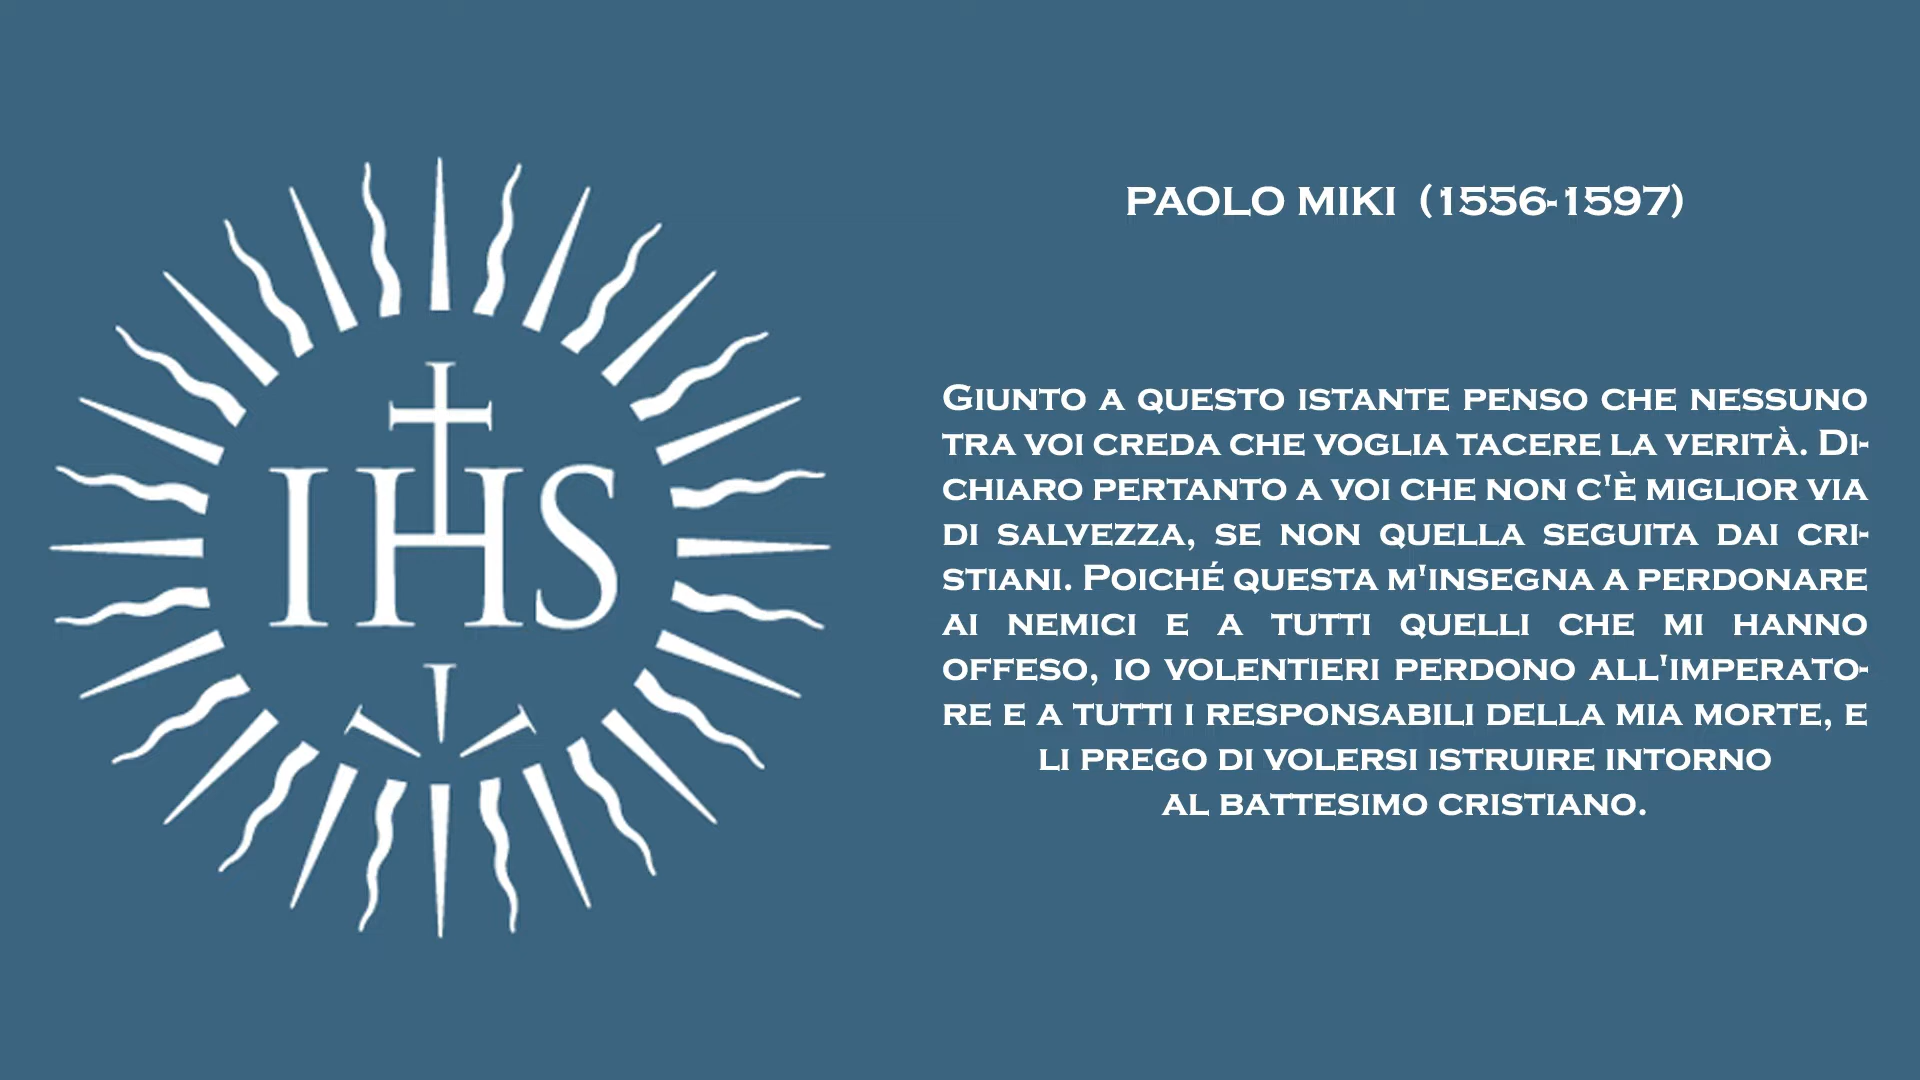 IHS
PAOLO MIKI (1556-1597)
Giunto a questo istante penso che nessuno
tra voi creda che voglia tacere la verità. Di-
chiaro pertanto a voi che non c'è miglior via
di salvezza, se non quella seguita dai cri-
stiani. Poiché questa m'insegna a perdonare
ai nemici e a tutti quelli che mi hanno
offeso, io volentieri perdono all'imperato-
re e a tutti i responsabili della mia morte, e
li prego di volersi istruire intorno
al battesimo cristiano.